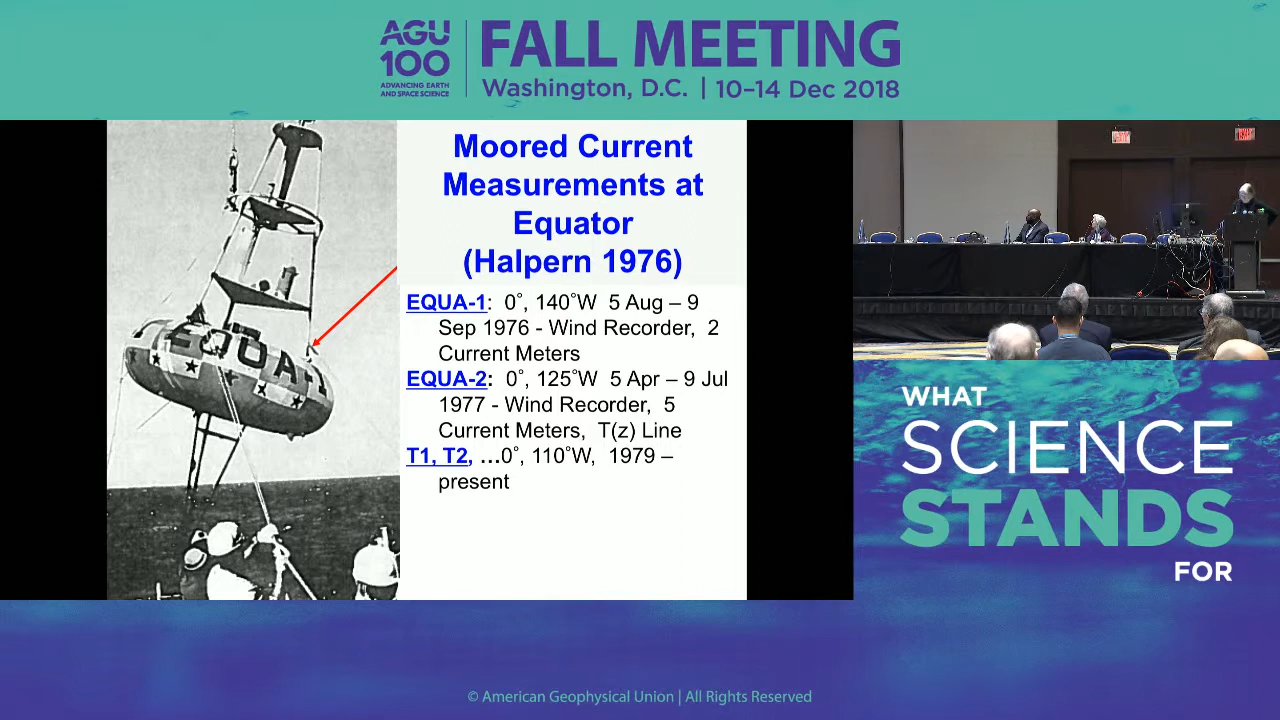 AGU
100
ADVANCING EARTH
AND SPACE SCIENCE
FALL MEETING
Washington, D.C. | 10–14 Dec 2018
Moored Current
Measurements at
Equator
(Halpern 1976)
EQUA-1: 0°, 140°W 5 Aug – 9
Sep 1976 - Wind Recorder, 2
Current Meters
EQUA-2: 0°, 125°W 5 Apr – 9 Jul
1977 - Wind Recorder, 5
Current Meters, T(z) Line
T1, T2, …0°, 110°W, 1979 –
present
WHAT
SCIENCE
STANDS
FOR
© American Geophysical Union | All Rights Reserved